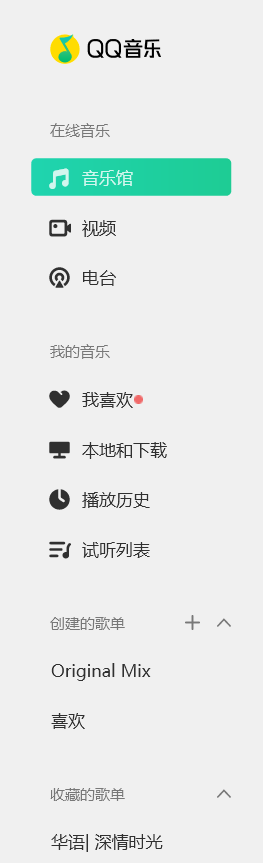 QQ音乐
在线音乐
音乐馆
视频
电台
我的音乐
我喜欢
本地和下载
播放历史
试听列表
创建的歌单
Original Mix
喜欢
收藏的歌单
华语| 深情时光